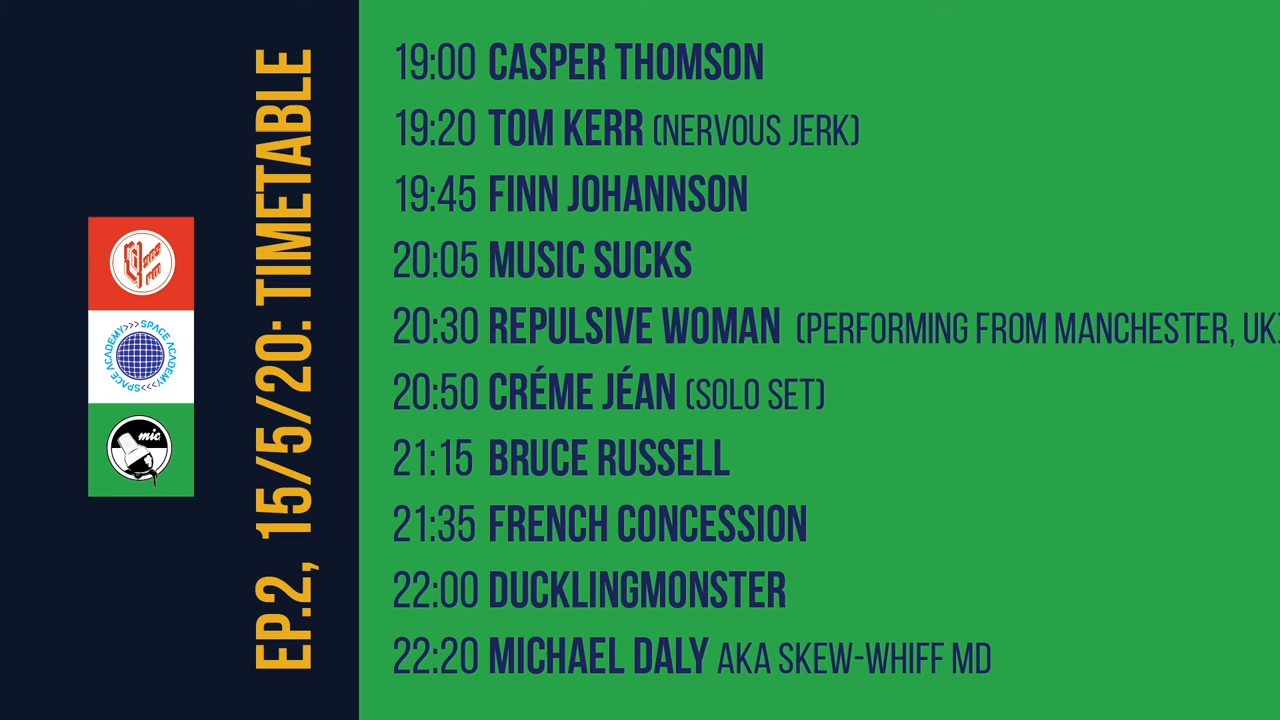 EP.2, 15/5/20: TIMETABLE
SPACE ACADEMY>>>SPACE ACADEMY>>>
mic
19:00 CASPER THOMSON
19:20 TOM KERR (NERVOUS JERK)
19:45 FINN JOHANNSON
20:05 MUSIC SUCKS
20:30 REPULSIVE WOMAN (PERFORMING FROM MANCHESTER, UK)
20:50 CRÉME JÉAN (SOLO SET)
21:15 BRUCE RUSSELL
21:35 FRENCH CONCESSION
22:00 DUCKLINGMONSTER
22:20 MICHAEL DALY AKA SKEW-WHIFF MD